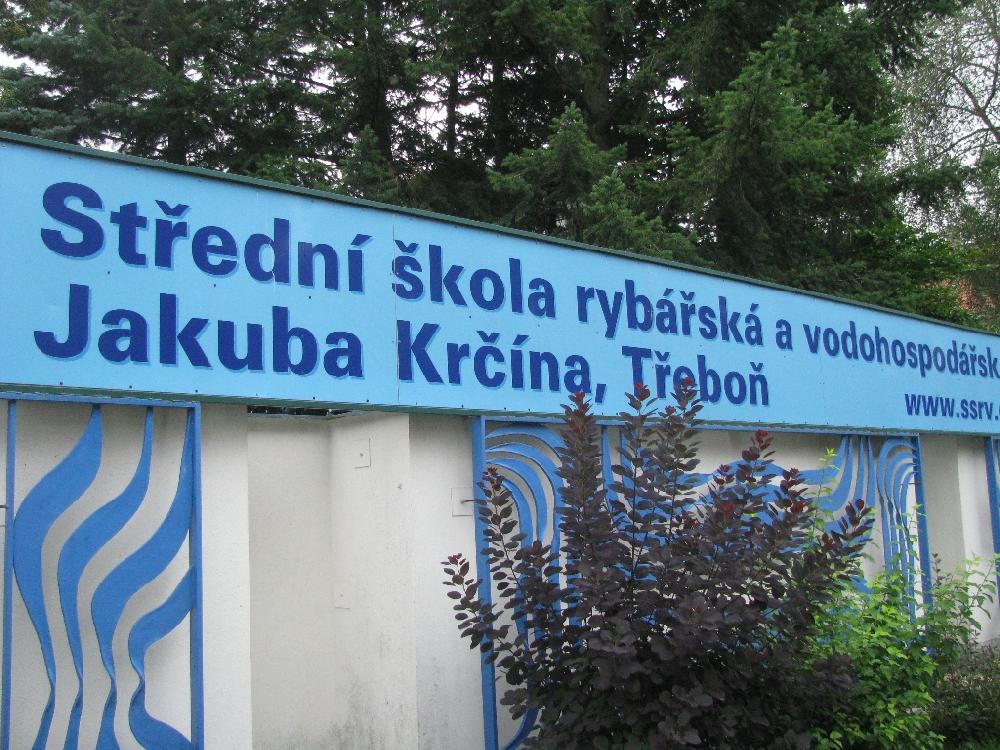 Střední škola rybářská a vodohospodářsk
Jakuba Krčína, Třeboň
www.ssrv.